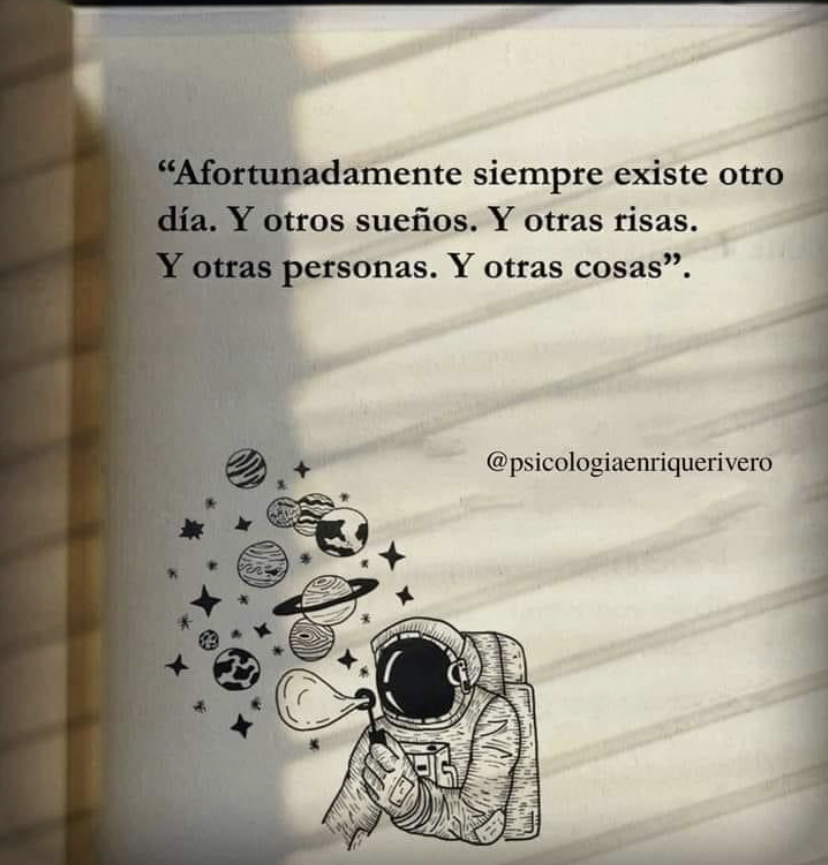 “Afortunadamente siempre existe otro
día. Y otros sueños. Y otras risas.
Y otras personas. Y otras cosas”.
@psicologiaenriquerivero